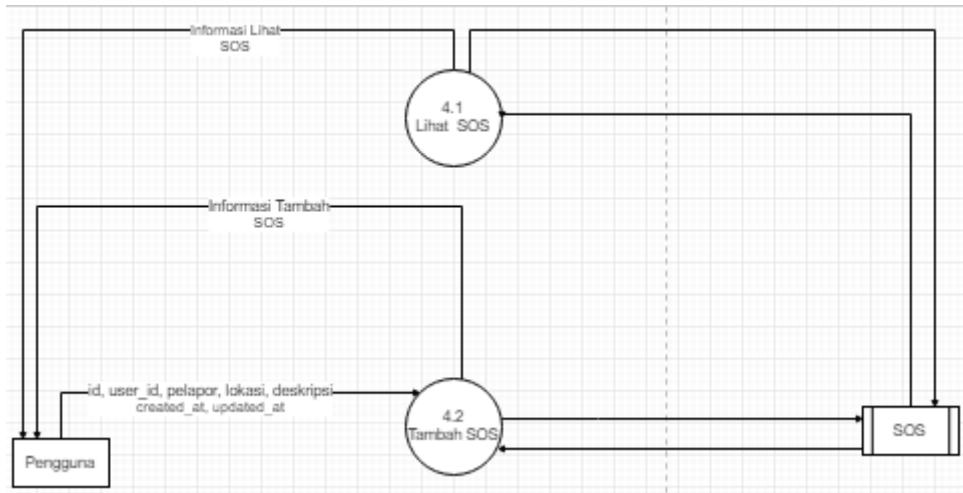 Informasi Lihat
SOS
4.1
Lihat SOS
Informasi Tambah
SOS
id, user_id, pelapor, lokasi, deskripsi
created_at, updated_at
4.2
Tambah SOS
SOS
Pengguna